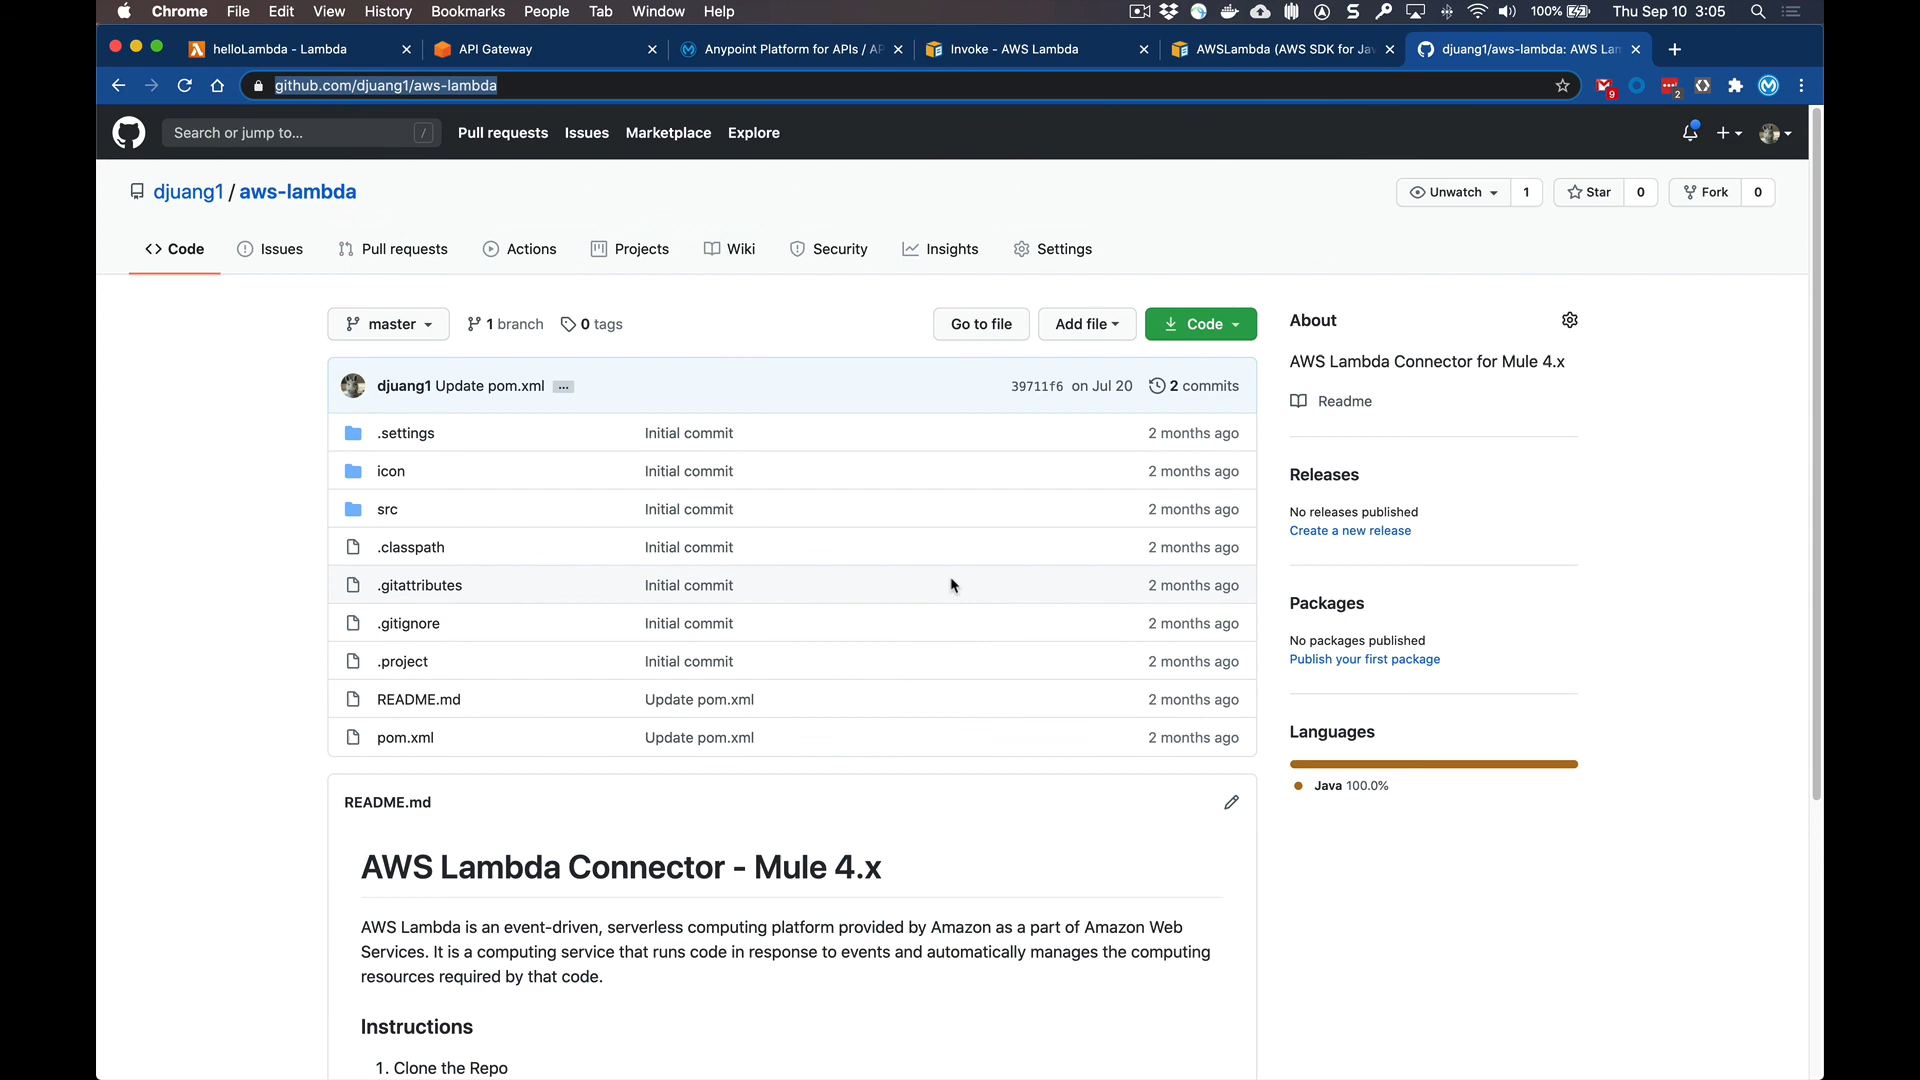 Chrome File Edit View History Bookmarks People Tab Window Help 100% Thu Sep 10 3:05
helloLambda - Lambda
API Gateway
Anypoint Platform for APIs / AP
Invoke - AWS Lambda
AWSLambda (AWS SDK for Jav
djuang1/aws-lambda: AWS Lam
github.com/djuang1/aws-lambda
9
2
Search or jump to...
/
Pull requests Issues Marketplace Explore
djuang1 / aws-lambda
Unwatch 1
Star 0
Fork 0
Code Issues Pull requests Actions Projects Wiki Security Insights Settings
master
1 branch
0 tags
Go to file
Add file
Code
djuang1 Update pom.xml ...
39711f6 on Jul 20
2 commits
.settings Initial commit 2 months ago
icon Initial commit 2 months ago
src Initial commit 2 months ago
.classpath Initial commit 2 months ago
.gitattributes Initial commit 2 months ago
.gitignore Initial commit 2 months ago
.project Initial commit 2 months ago
README.md Update pom.xml 2 months ago
pom.xml Update pom.xml 2 months ago
README.md
AWS Lambda Connector - Mule 4.x
AWS Lambda is an event-driven, serverless computing platform provided by Amazon as a part of Amazon Web
Services. It is a computing service that runs code in response to events and automatically manages the computing
resources required by that code.
Instructions
1. Clone the Repo
About
AWS Lambda Connector for Mule 4.x
Readme
Releases
No releases published
Create a new release
Packages
No packages published
Publish your first package
Languages
Java 100.0%